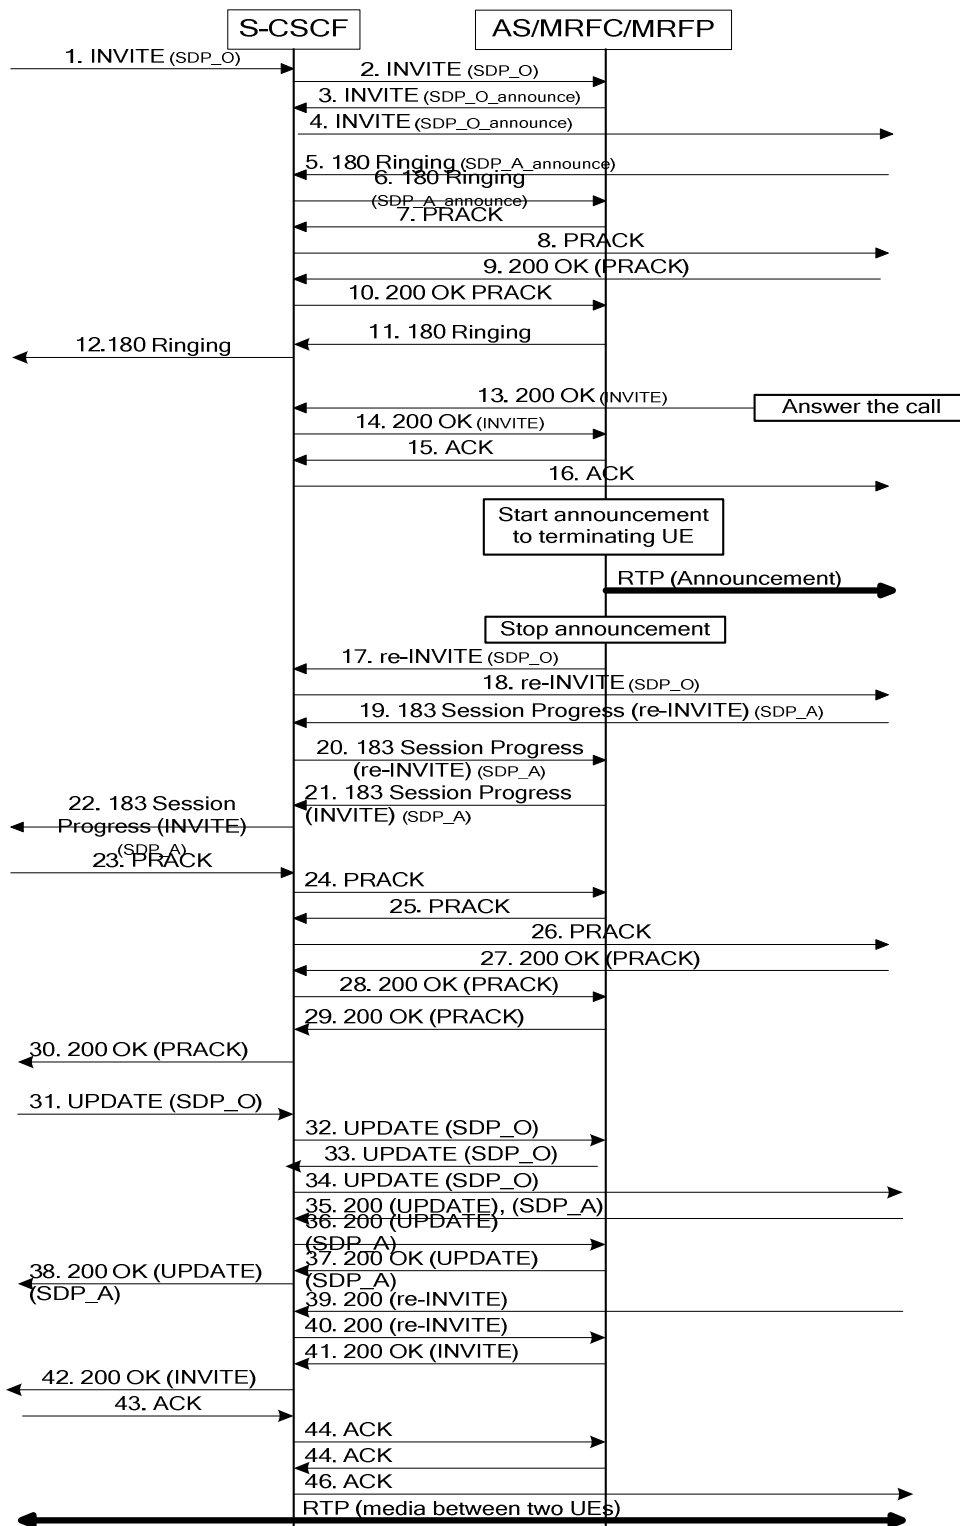 S-CSCF
AS/MRFC/MRFP
1. INVITE (SDP_O)
2. INVITE (SDP_O)
3. INVITE (SDP_O_announce)
4. INVITE (SDP_O_announce)
5. 180 Ringing (SDP_A_announce)
6. 180 Ringing
(SDP_A_announce)
7. PRACK
8. PRACK
9. 200 OK (PRACK)
10. 200 OK PRACK
11. 180 Ringing
12.180 Ringing
13. 200 OK (INVITE)
Answer the call
14. 200 OK (INVITE)
15. ACK
16. ACK
Start announcement
to terminating UE
RTP (Announcement)
Stop announcement
17. re-INVITE (SDP_O)
18. re-INVITE (SDP_O)
19. 183 Session Progress (re-INVITE) (SDP_A)
20. 183 Session Progress
(re-INVITE) (SDP_A)
21. 183 Session Progress
(INVITE) (SDP_A)
22. 183 Session
Progress (INVITE)
(SDP_A)
23. PRACK
24. PRACK
25. PRACK
26. PRACK
27. 200 OK (PRACK)
28. 200 OK (PRACK)
29. 200 OK (PRACK)
30. 200 OK (PRACK)
31. UPDATE (SDP_O)
32. UPDATE (SDP_O)
33. UPDATE (SDP_O)
34. UPDATE (SDP_O)
35. 200 (UPDATE), (SDP_A)
36. 200 (UPDATE)
(SDP_A)
37. 200 OK (UPDATE)
(SDP_A)
38. 200 OK (UPDATE)
(SDP_A)
39. 200 (re-INVITE)
40. 200 (re-INVITE)
41. 200 OK (INVITE)
42. 200 OK (INVITE)
43. ACK
44. ACK
44. ACK
46. ACK
RTP (media between two UEs)